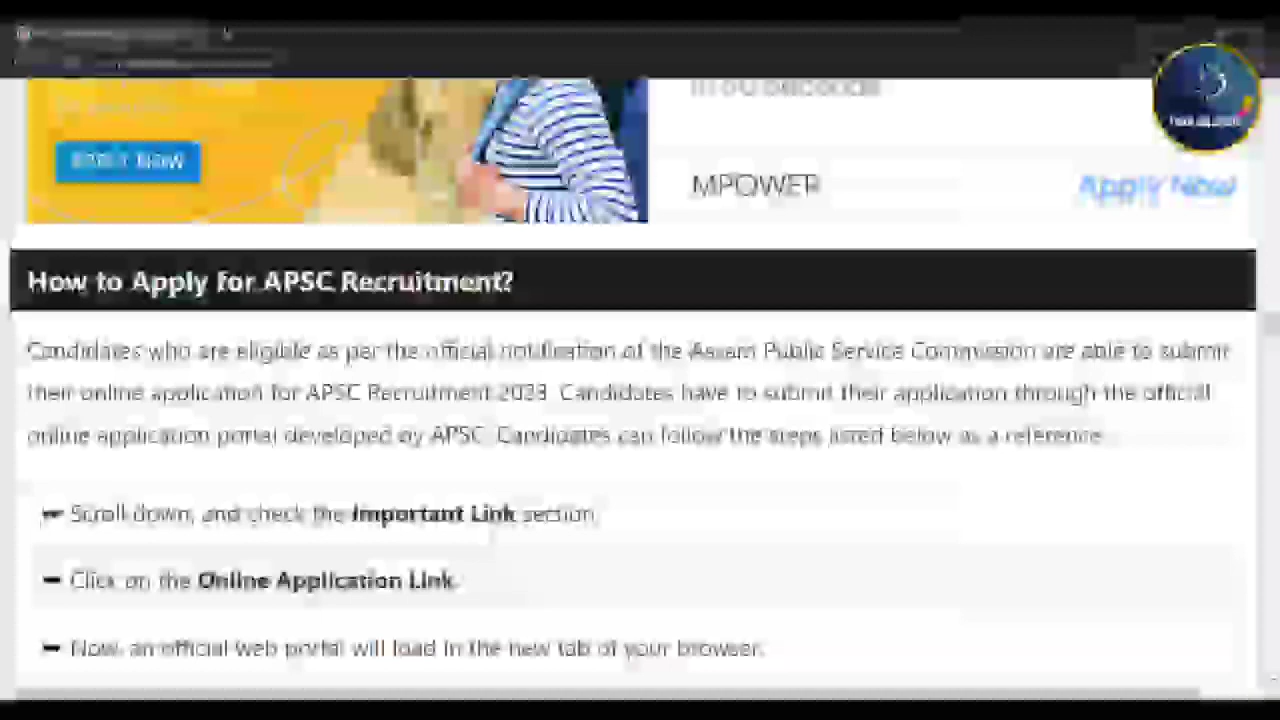 APPLY NOW
MPOWER
Apply Now
How to Apply for APSC Recruitment?
Candidates who are eligible as per the official notification of the Assam Public Service Commission are able to submit
their online application for APSC Recruitment 2023. Candidates have to submit their application through the official
online application portal developed by APSC. Candidates can follow the steps listed below as a reference.
Scroll down, and check the Important Link section.
Click on the Online Application Link.
Now, an official web portal will load in the new tab of your browser.